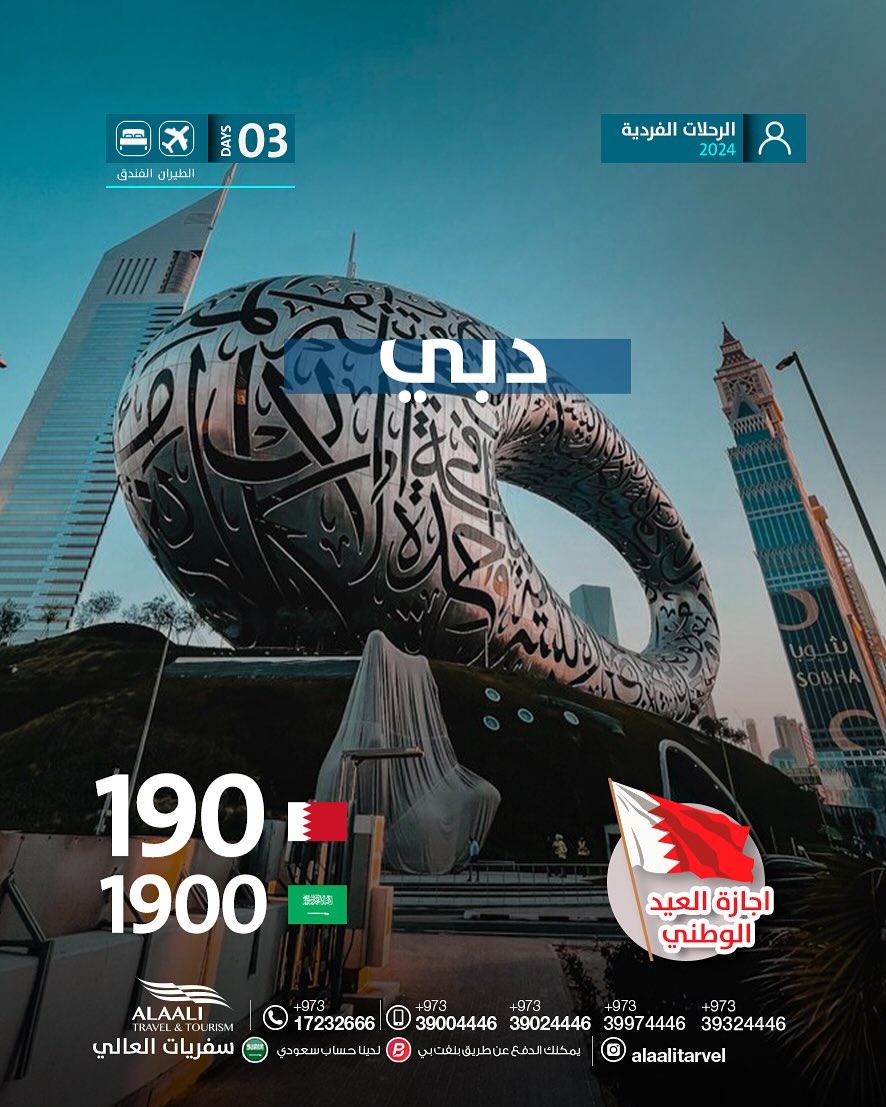 الرحلات الفردية
2024
03 DAYS
الطيران الفندق
دبي
شوبا
SOBHA
190
1900
اجازة العيد
الوطني
ALAALI
TRAVEL & TOURISM
سفريات العالي
+973 17232666
+973 39004446
39024446
+973 39974446
+973 39324446
لدينا حساب سعودي
يمكنك الدفع عن طريق بنفت بي
alaalitarvel